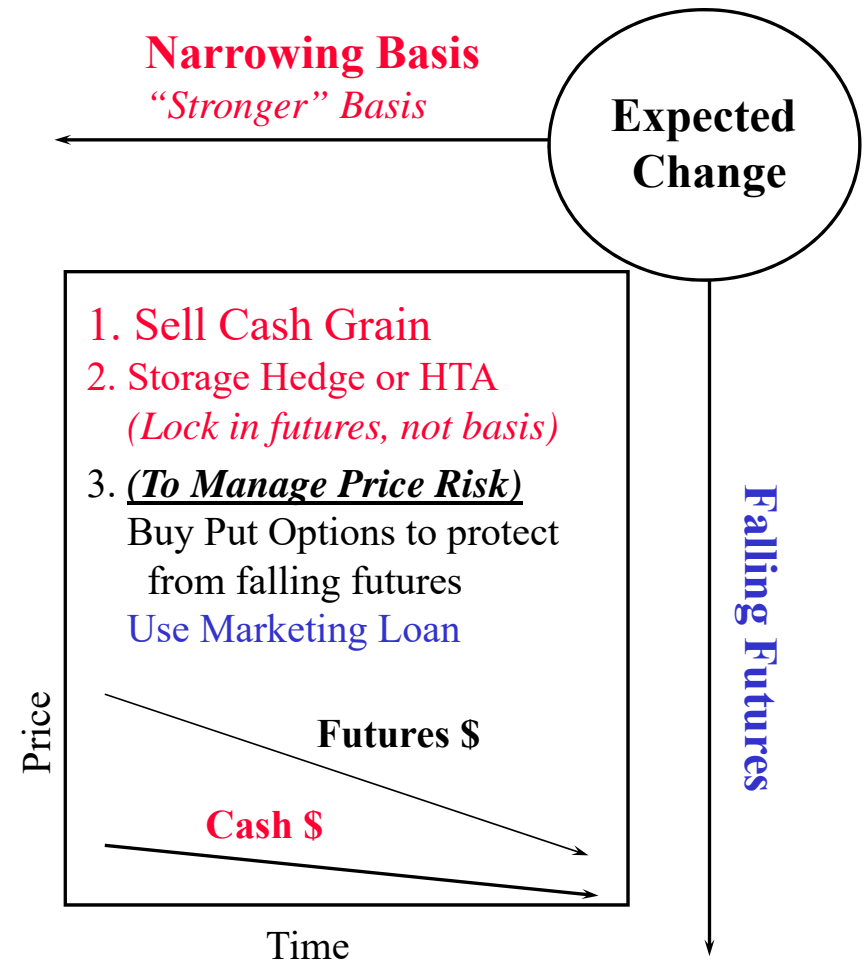 Narrowing Basis
“Stronger” Basis
Expected
Change
1. Sell Cash Grain
2. Storage Hedge or HTA
(Lock in futures, not basis)
3. (To Manage Price Risk)
Buy Put Options to protect
from falling futures
Use Marketing Loan
Falling Futures
Price
Futures $
Cash $
Time